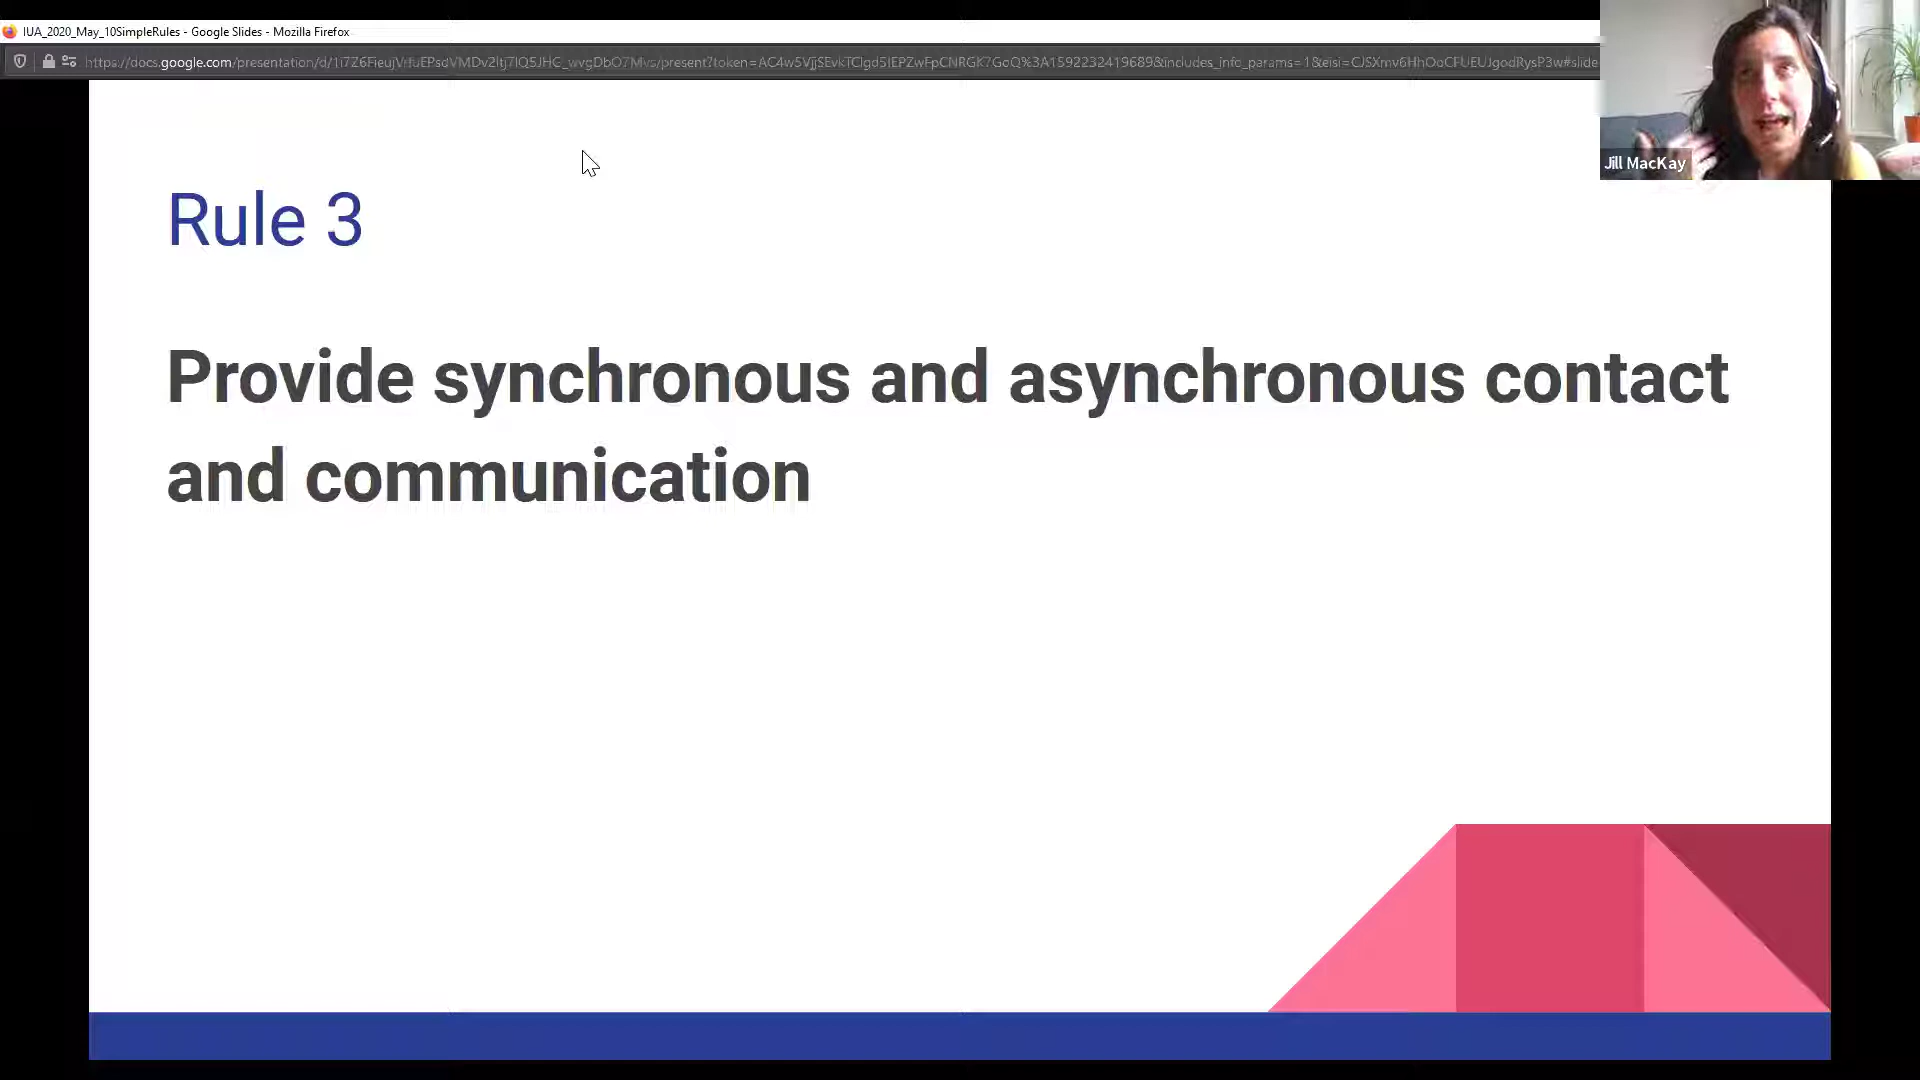 IUA_2020_May_10SimpleRules - Google Slides - Mozilla Firefox
Jill MacKay
Rule 3
Provide synchronous and asynchronous contact
and communication